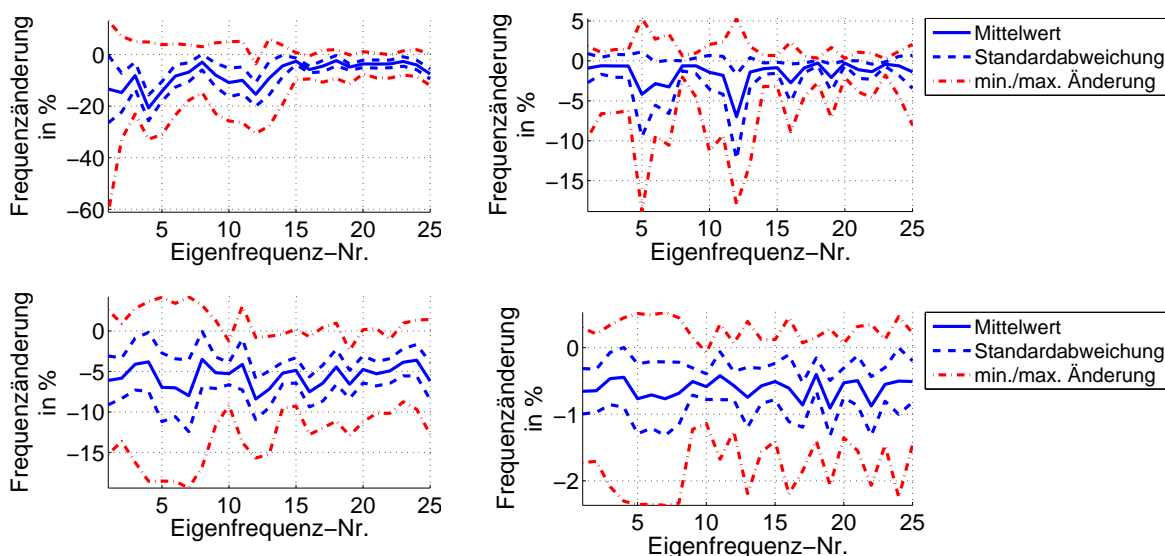 Frequenzänderung
in %
0
−20
−40
−60
5
10
15
20
25
Eigenfrequenz−Nr.
Frequenzänderung
in %
5
0
−5
−10
−15
5
10
15
20
25
Eigenfrequenz−Nr.
Mittelwert
Standardabweichung
min./max. Änderung
Frequenzänderung
in %
0
−5
−10
−15
5
10
15
20
25
Eigenfrequenz−Nr.
Frequenzänderung
in %
0
−1
−2
5
10
15
20
25
Eigenfrequenz−Nr.
Mittelwert
Standardabweichung
min./max. Änderung